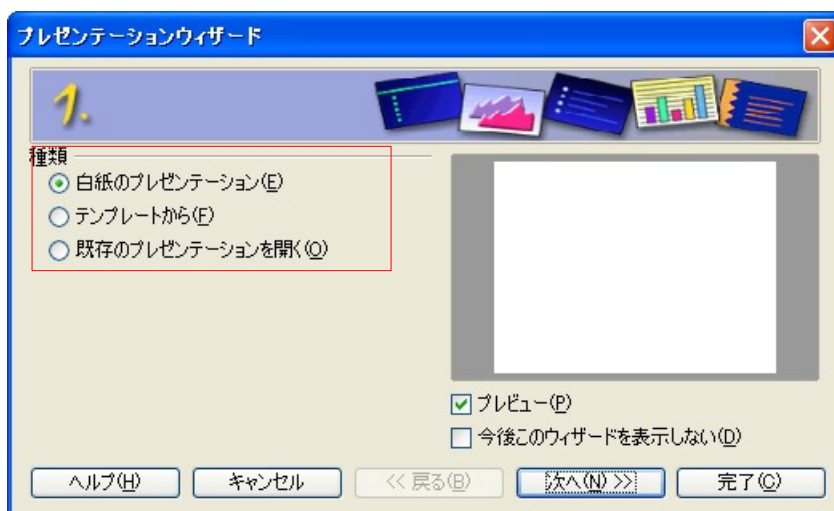 プレゼンテーションウィザード
1.
種類
白紙のプレゼンテーション(E)
テンプレートから(F)
既存のプレゼンテーションを開く(O)
プレビュー(P)
今後このウィザードを表示しない(D)
ヘルプ(H) キャンセル << 戻る(B) 次へ(N) >> 完了(C)